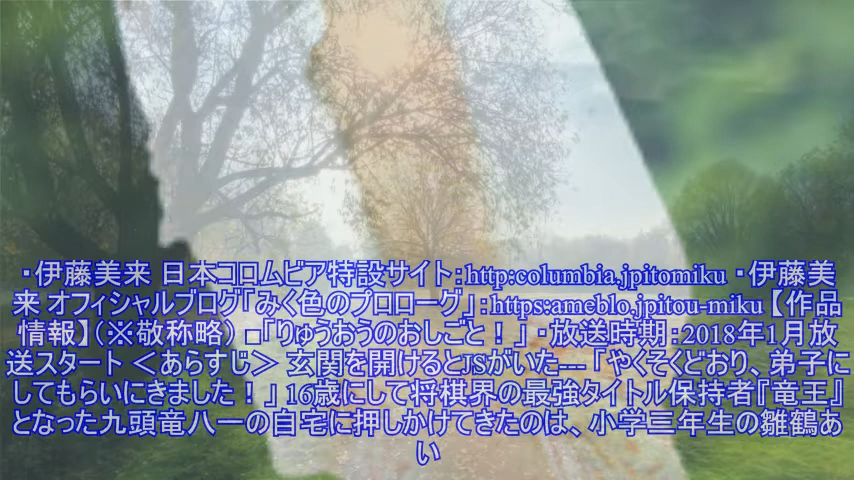 ・伊藤美来 日本コロムビア特設サイト：http:columbia.jpitomiku ・伊藤美
来 オフィシャルブログ「みく色のプロローグ」：https:ameblo.jpitou-miku 【作品
情報】（※敬称略） ■「りゅうおうのおしごと！」 ・放送時期：2018年1月放
送スタート ＜あらすじ＞ 玄関を開けるとJSがいた---「やくそくどおり、弟子に
してもらいにきました！」 16歳にして将棋界の最強タイトル保持者『竜王』
となった九頭竜八一の自宅に押しかけてきたのは、小学三年生の雛鶴あ
い